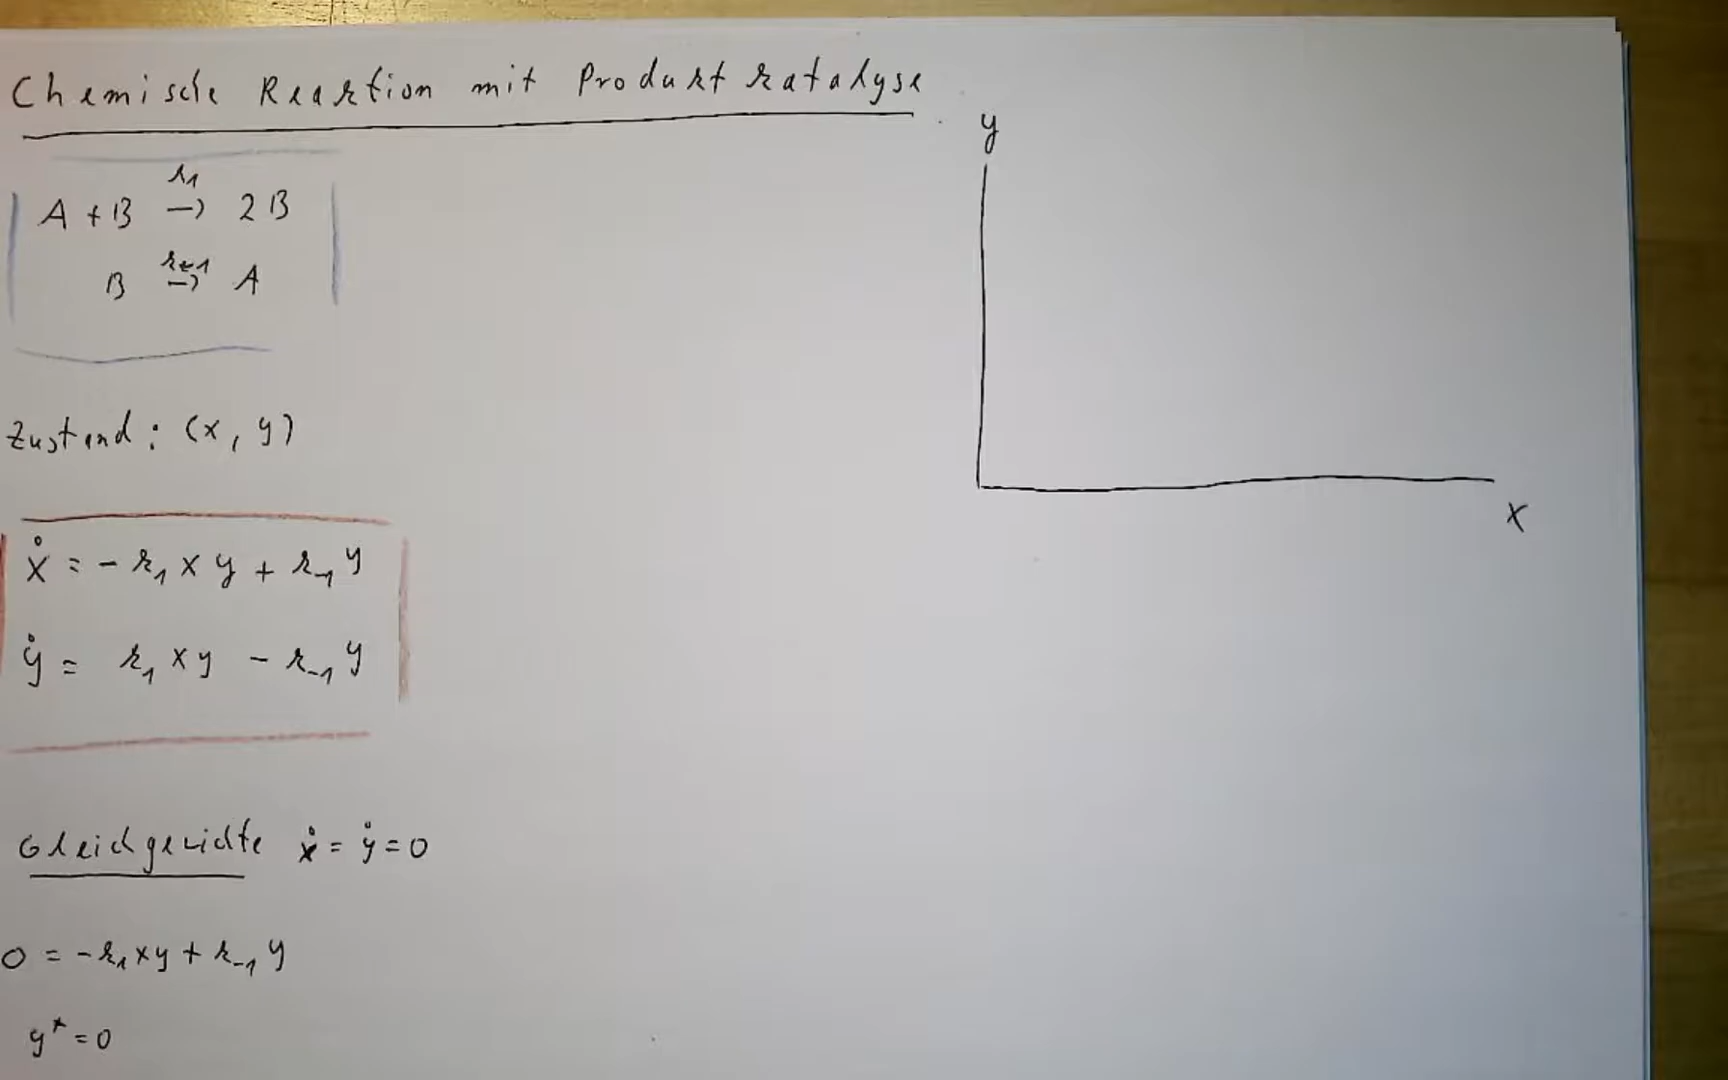 Chemische Reaktion mit Produktkatalyse
k₁
A + B → 2B
k₋₁
B → A
Zustand: (x, y)
ẋ = - k₁ x y + k₋₁ y
ẏ = k₁ x y - k₋₁ y
Gleichgewichte ẋ = ẏ = 0
0 = - k₁ x y + k₋₁ y
y* = 0
y
x